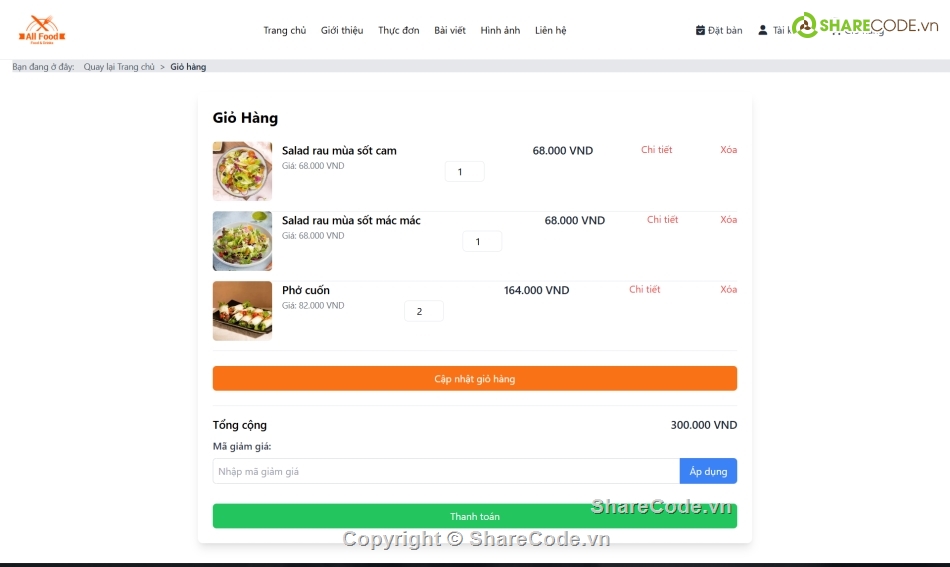 All Food
Trang chủ Giới thiệu Thực đơn Bài viết Hình ảnh Liên hệ
Đặt bàn
SHARECODE.vn
Bạn đang ở đây: Quay lại Trang chủ > Giỏ hàng
Giỏ Hàng
Salad rau mùa sốt cam 68.000 VND Chi tiết Xóa
Giá: 68.000 VND
1
Salad rau mùa sốt mác mác 68.000 VND Chi tiết Xóa
Giá: 68.000 VND
1
Phở cuốn 164.000 VND Chi tiết Xóa
Giá: 82.000 VND
2
Cập nhật giỏ hàng
Tổng cộng 300.000 VND
Mã giảm giá:
Nhập mã giảm giá Áp dụng
ShareCode.vn
Thanh toán
Copyright © ShareCode.vn